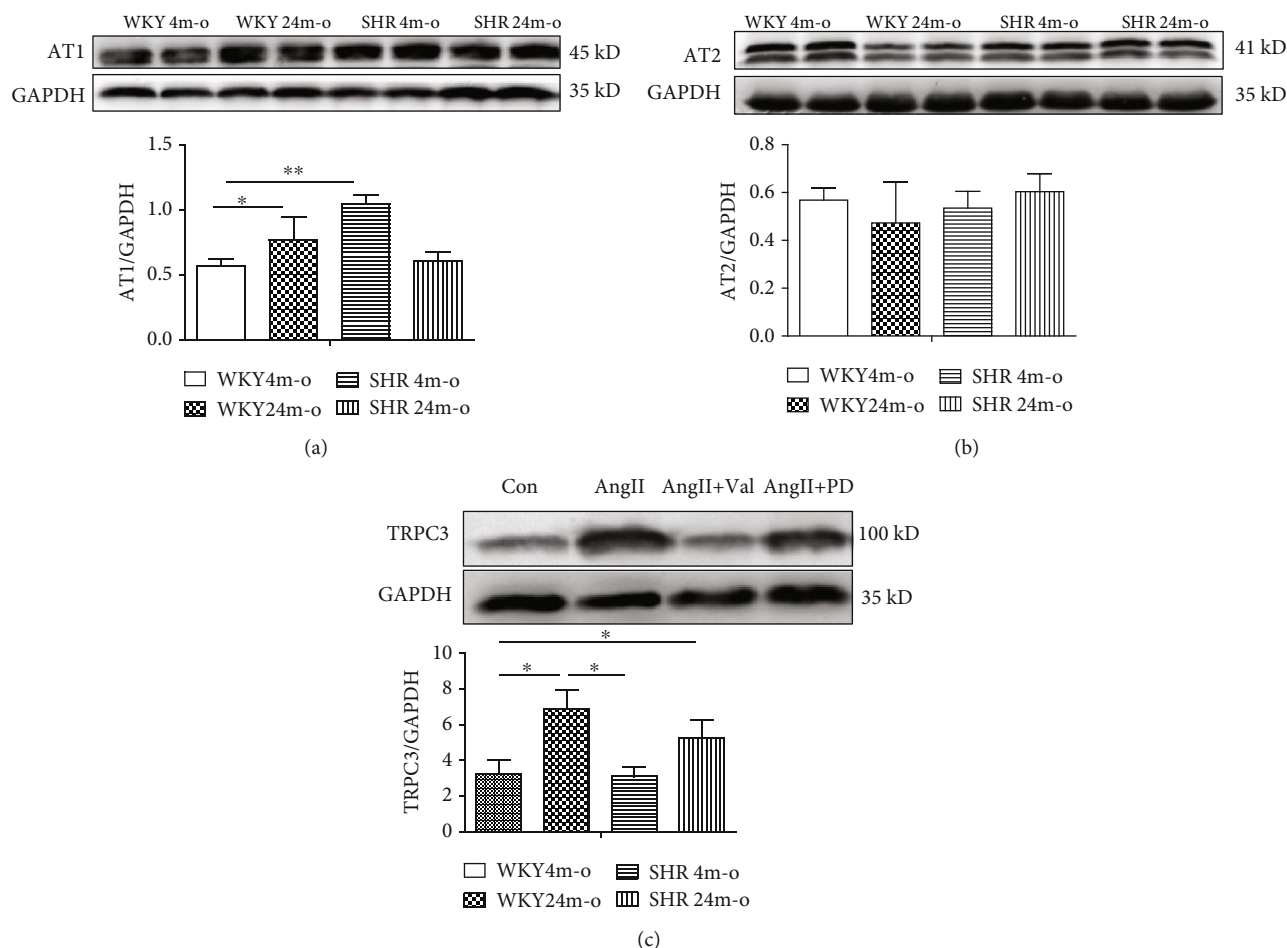 WKY 4m-o WKY 24m-o SHR 4m-o SHR 24m-o
AT1 45 kD
GAPDH 35 kD
1.5
1.0
0.5
0.0
AT1/GAPDH
*
**
WKY4m-o SHR 4m-o
WKY24m-o SHR 24m-o
(a)
WKY 4m-o WKY 24m-o SHR 4m-o SHR 24m-o
AT2 41 kD
GAPDH 35 kD
0.8
0.6
0.4
0.2
0.0
AT2/GAPDH
WKY4m-o SHR 4m-o
WKY24m-o SHR 24m-o
(b)
Con AngII AngII+Val AngII+PD
TRPC3 100 kD
GAPDH 35 kD
10
8
6
4
2
0
TRPC3/GAPDH
*
* *
WKY4m-o SHR 4m-o
WKY24m-o SHR 24m-o
(c)